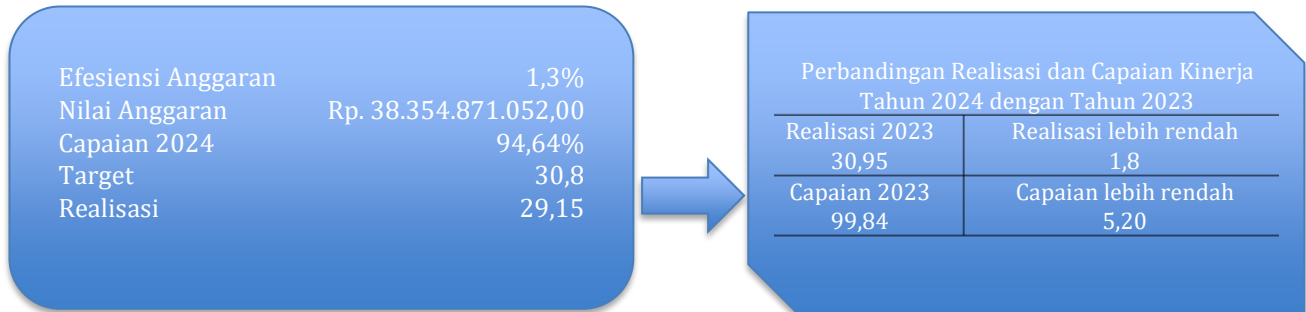 Efesiensi Anggaran 1,3%
Nilai Anggaran Rp. 38.354.871.052,00
Capaian 2024 94,64%
Target 30,8
Realisasi 29,15
Perbandingan Realisasi dan Capaian Kinerja
Tahun 2024 dengan Tahun 2023
Realisasi 2023 Realisasi lebih rendah
30,95 1,8
Capaian 2023 Capaian lebih rendah
99,84 5,20